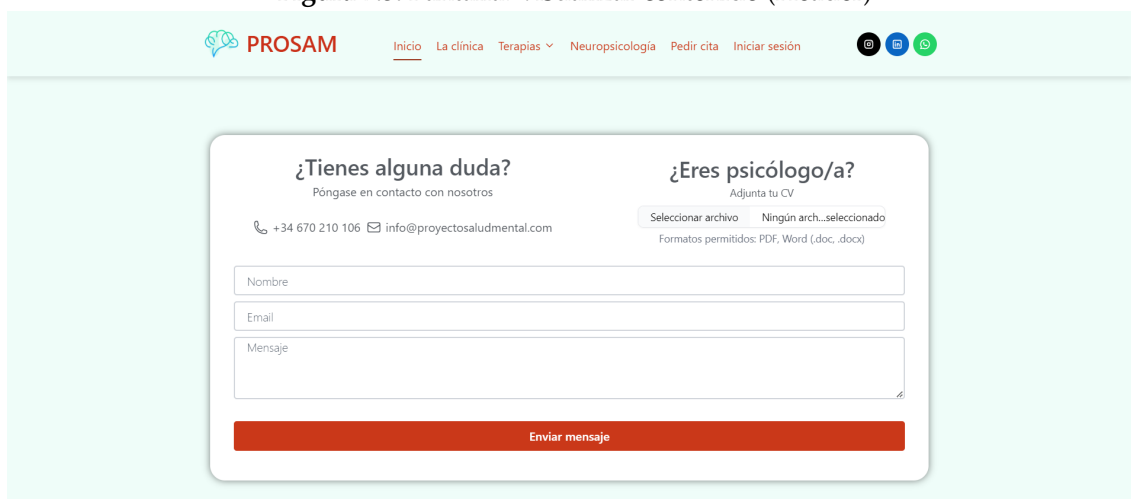 PROSAM
Inicio La clínica Terapias Neuropsicología Pedir cita Iniciar sesión
¿Tienes alguna duda?
Póngase en contacto con nosotros
+34 670 210 106 info@proyectosaludmental.com
¿Eres psicólogo/a?
Adjunta tu CV
Seleccionar archivo Ningún arch...seleccionado
Formatos permitidos: PDF, Word (.doc, .docx)
Nombre
Email
Mensaje
Enviar mensaje